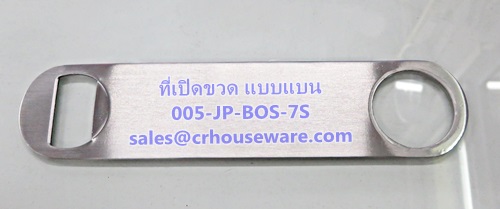 ที่เปิดขวด แบบแบน
005-JP-BOS-7S
sales@crhouseware.com